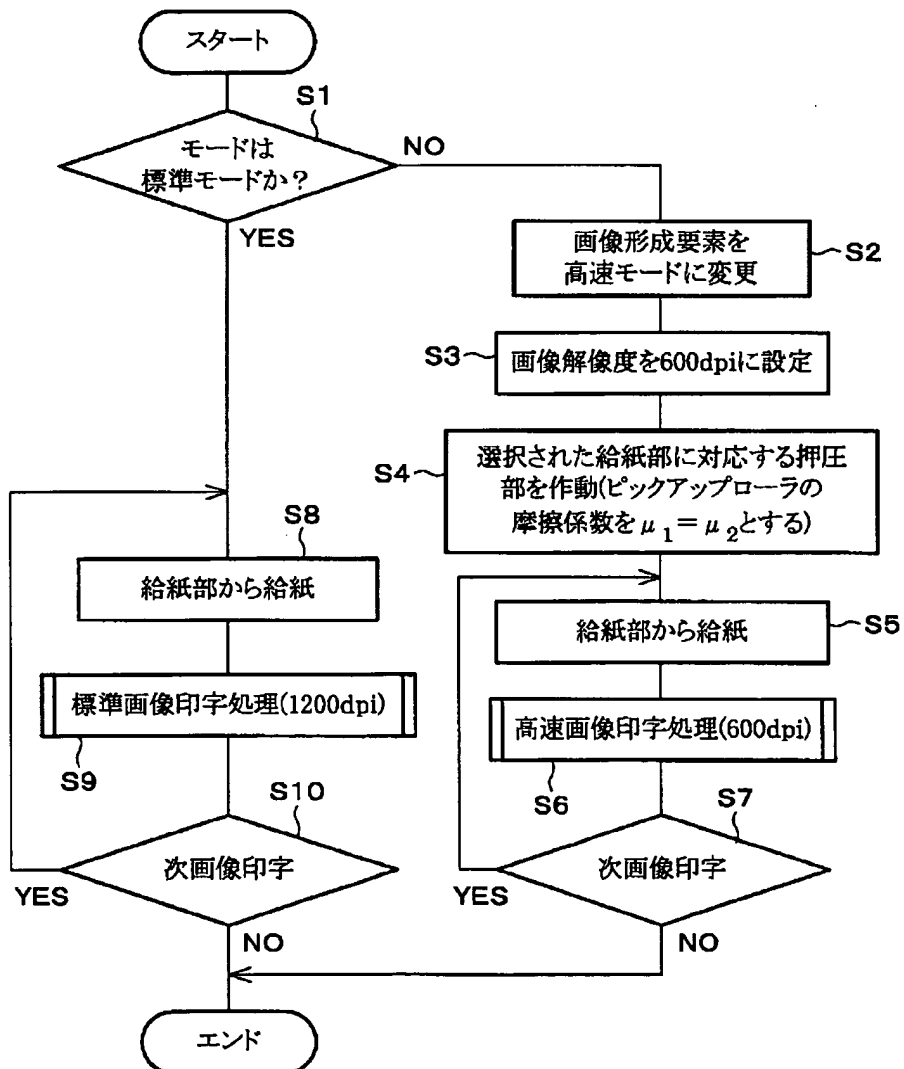 スタート
S1
モードは
標準モードか？
NO
YES
画像形成要素を
高速モードに変更
S2
S3
画像解像度を600dpiに設定
S4
選択された給紙部に対応する押圧
部を作動(ピックアップローラの
摩擦係数をμ1＝μ2とする)
S8
給紙部から給紙
給紙部から給紙
S5
標準画像印字処理(1200dpi)
S9
高速画像印字処理(600dpi)
S6
S10
次画像印字
YES
NO
S7
次画像印字
YES
NO
エンド